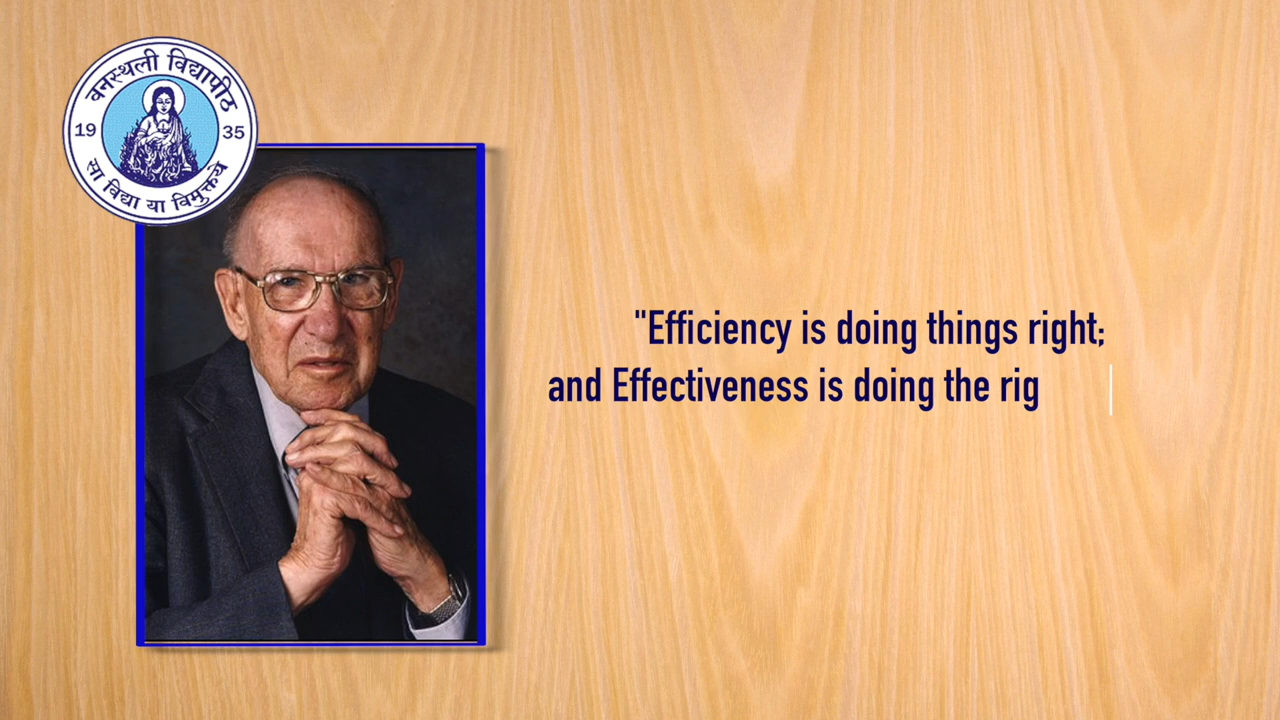 वनस्थली विद्यापीठ
19 35
सा विद्या या विमुक्तये
"Efficiency is doing things right;
and Effectiveness is doing the rig